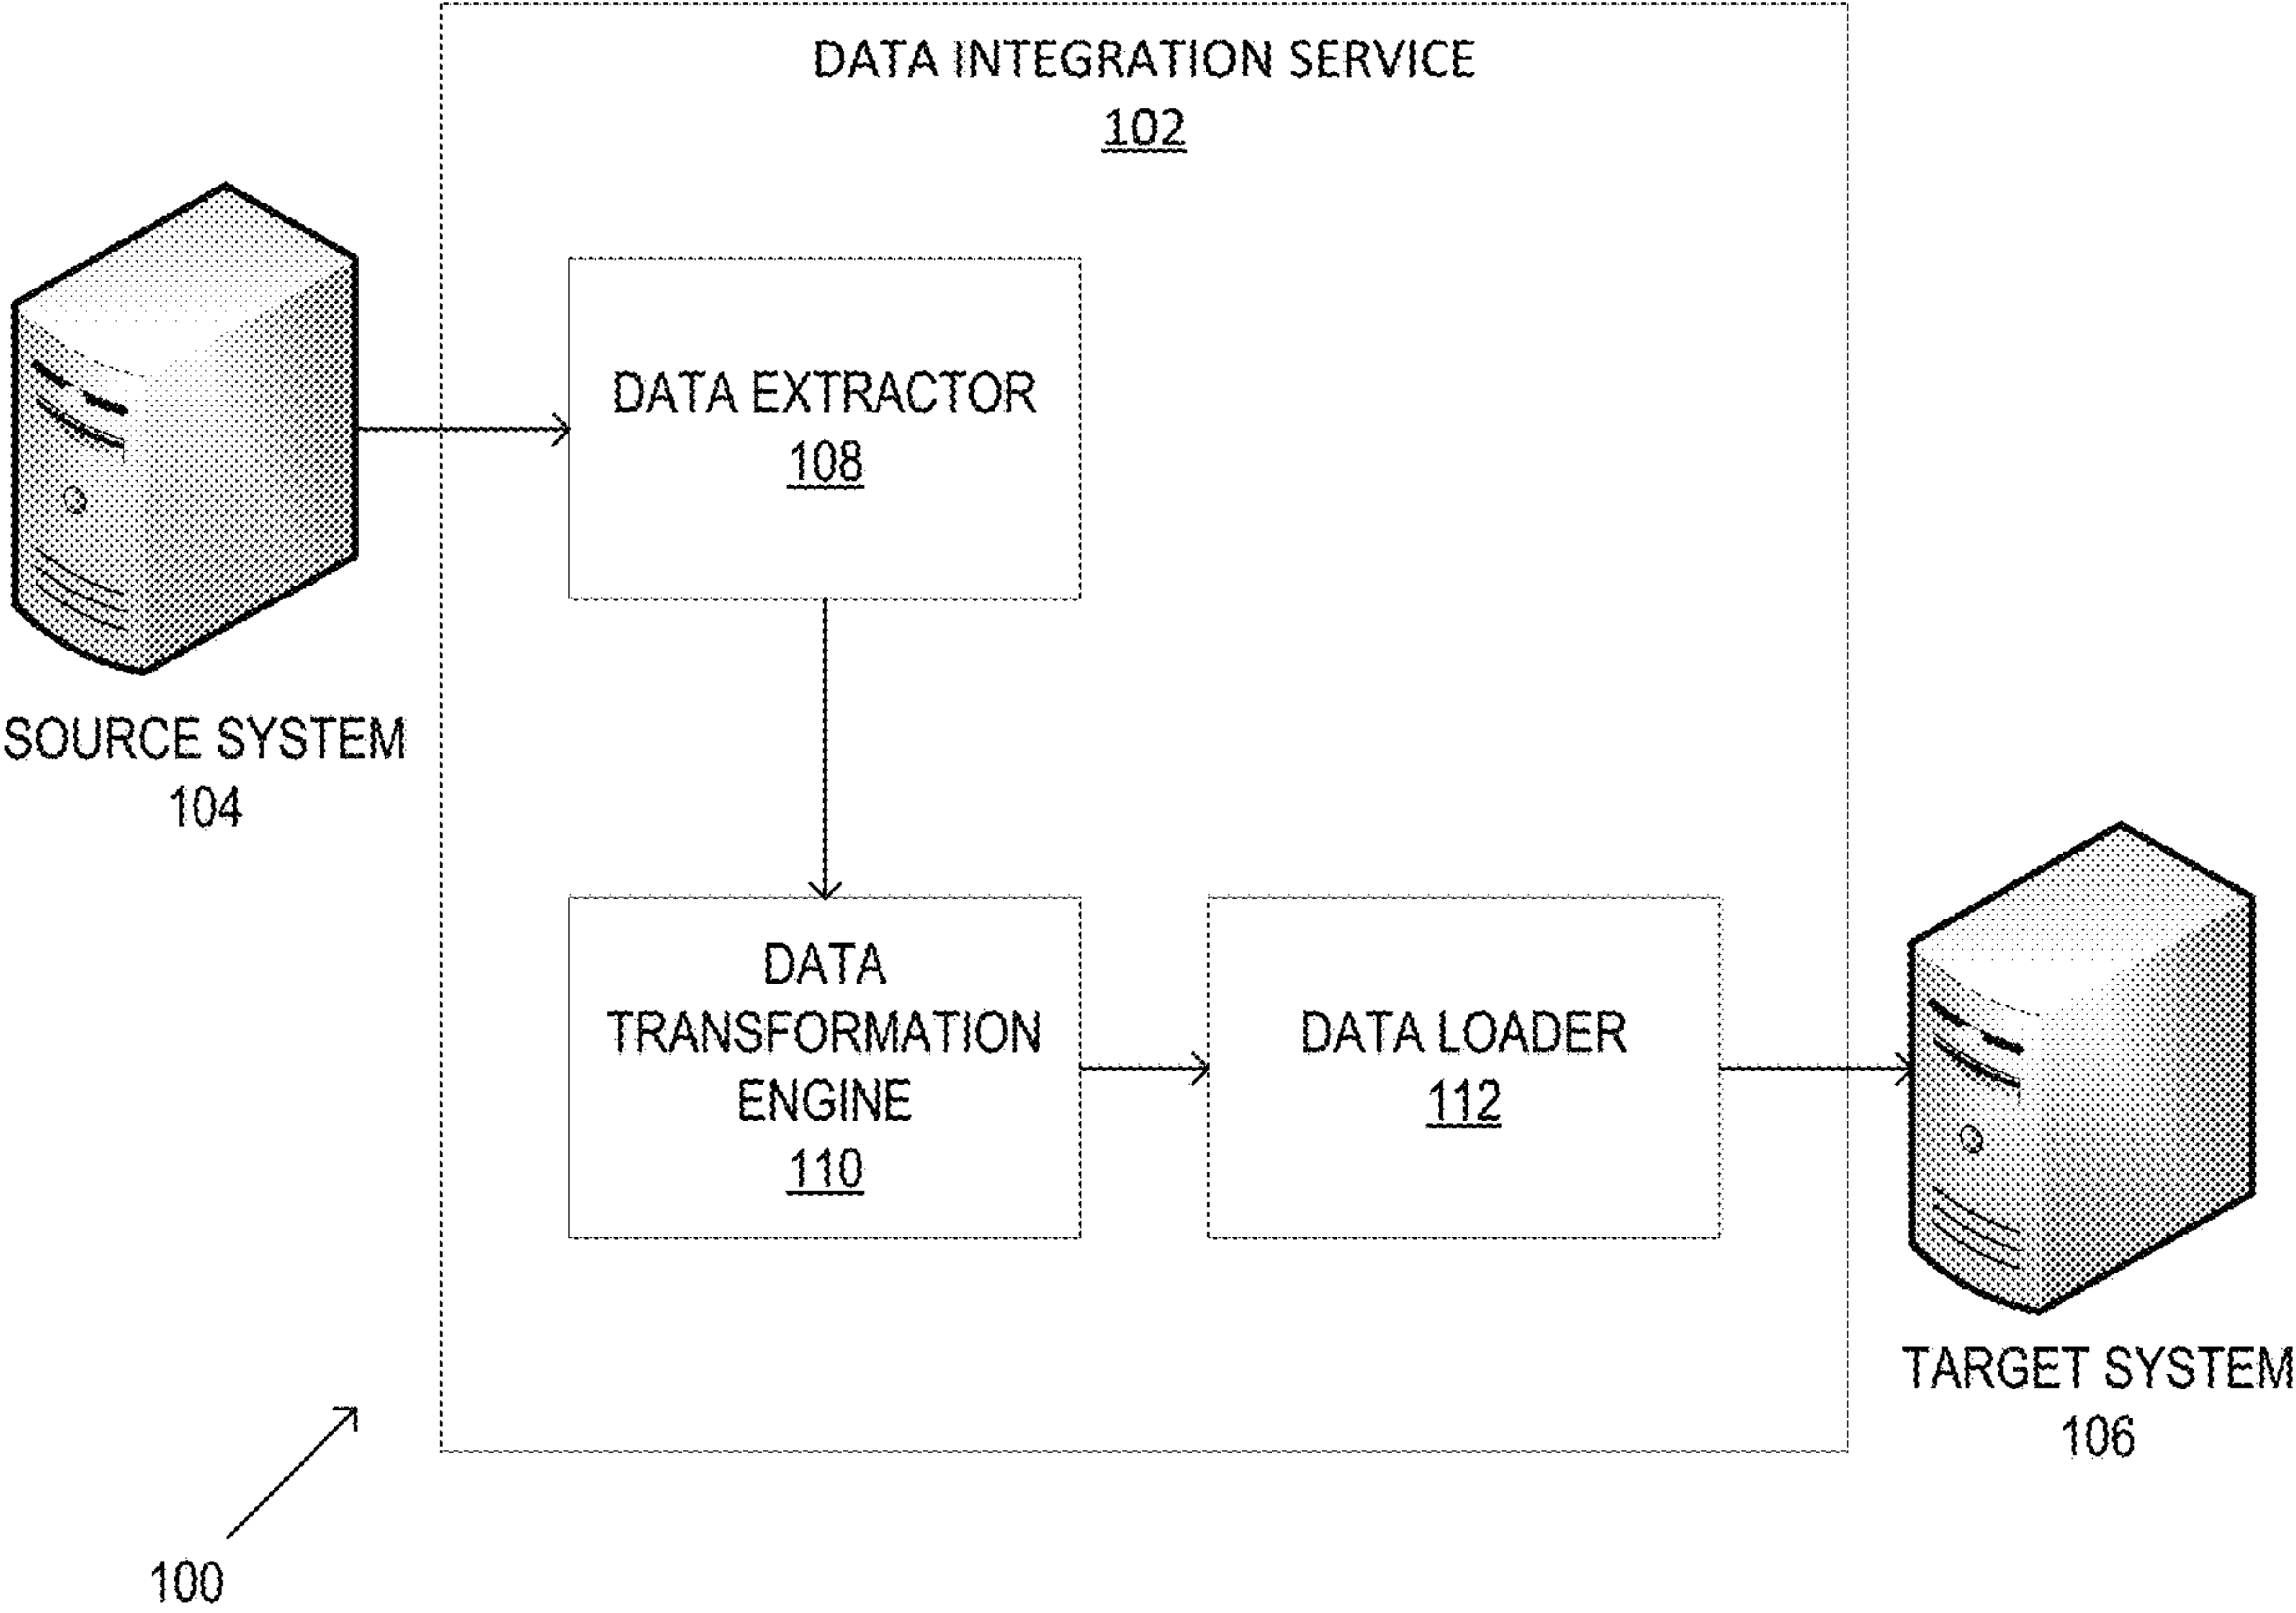 DATA INTEGRATION SERVICE
102
DATA EXTRACTOR
108
SOURCE SYSTEM
104
DATA
TRANSFORMATION
ENGINE
110
DATA LOADER
112
TARGET SYSTEM
106
100